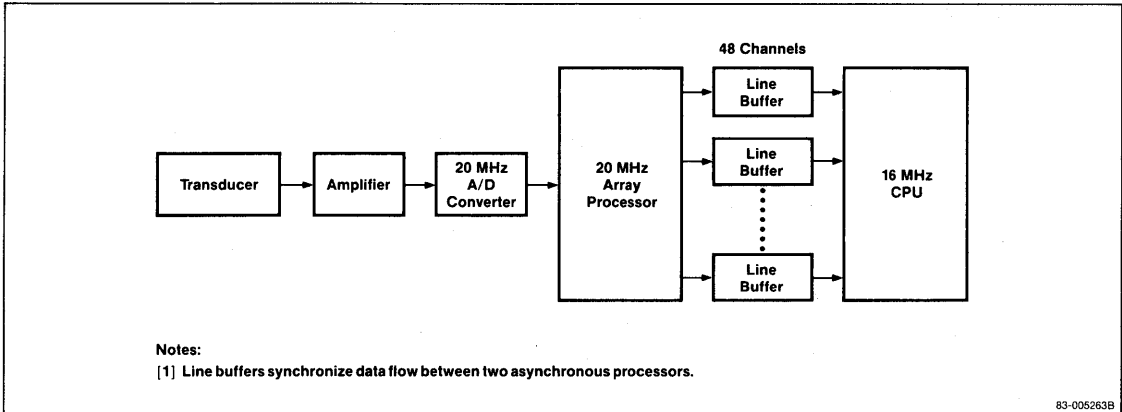 48 Channels
Line
Buffer
Transducer
Amplifier
20 MHz
A/D
Converter
20 MHz
Array
Processor
Line
Buffer
16 MHz
CPU
Line
Buffer
Notes:
[1] Line buffers synchronize data flow between two asynchronous processors.
83-005263B